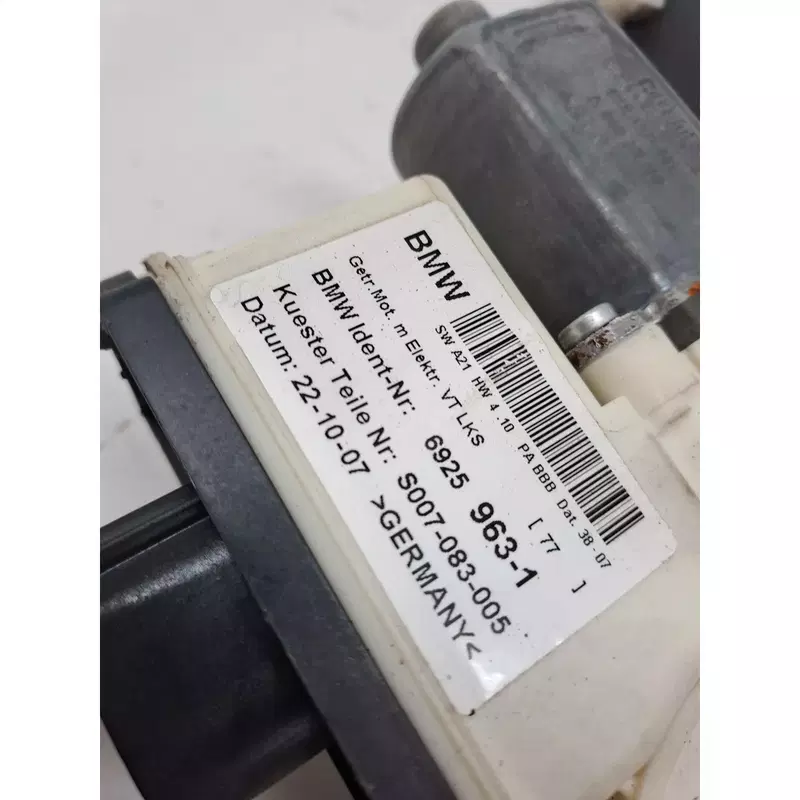 BMW
SW A21 HW 4.10 PA BBB Dat. 38-07
Getr.Mot. m Elektr. VT LKS
BMW Ident-Nr: 6925 963-1 [ 77 ]
Kuester Teile Nr: S007-083-005
Datum: 22-10-07 >GERMANY<